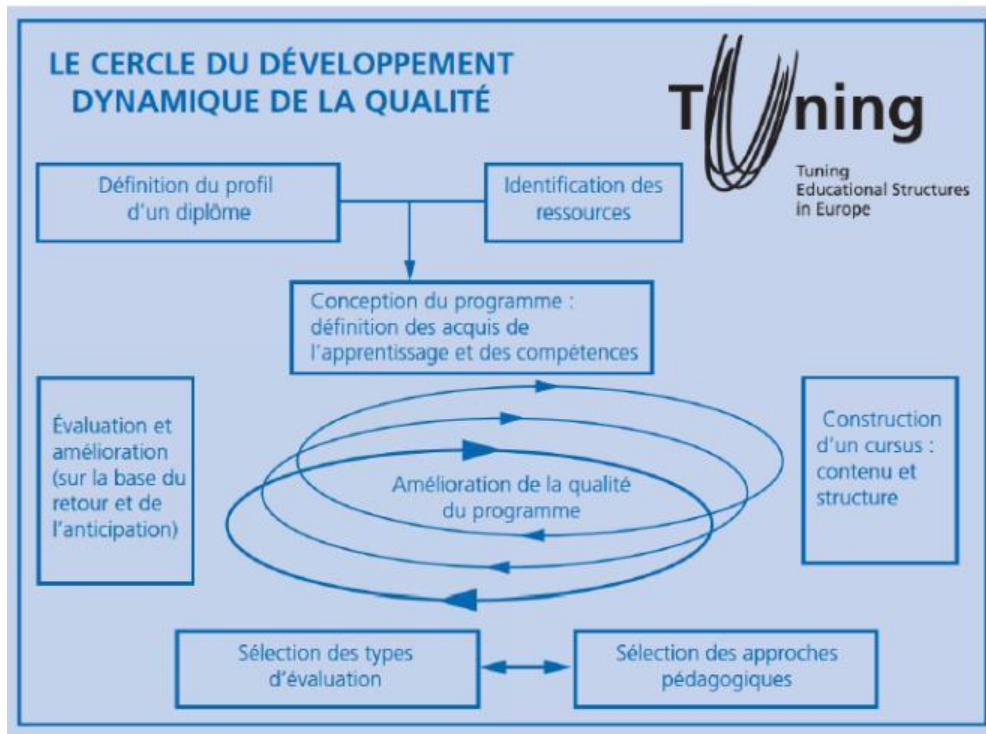 LE CERCLE DU DÉVELOPPEMENT
DYNAMIQUE DE LA QUALITÉ
Tuning
Tuning
Educational Structures
in Europe
Définition du profil
d'un diplôme
Identification des
ressources
Conception du programme :
définition des acquis de
l'apprentissage et des compétences
Évaluation et
amélioration
(sur la base du
retour et de
l'anticipation)
Amélioration de la qualité
du programme
Construction
d'un cursus :
contenu et
structure
Sélection des types
d'évaluation
Sélection des approches
pédagogiques